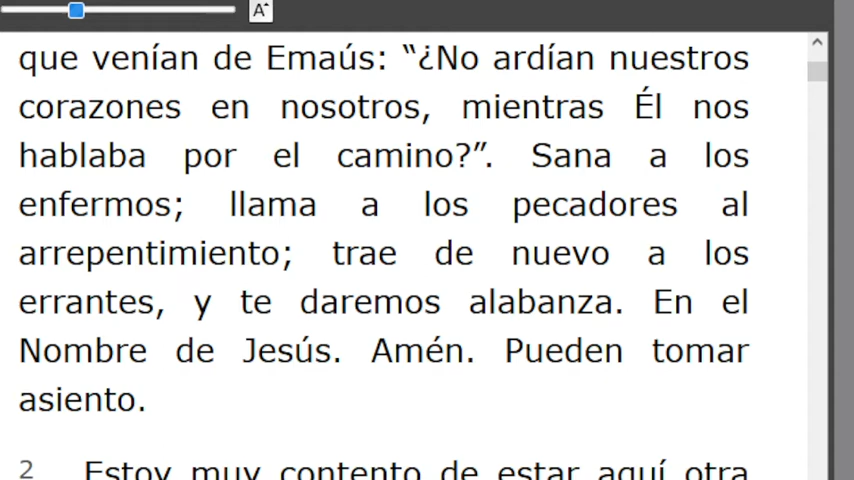 A
que venían de Emaús: “¿No ardían nuestros
corazones en nosotros, mientras Él nos
hablaba por el camino?”. Sana a los
enfermos; llama a los pecadores al
arrepentimiento; trae de nuevo a los
errantes, y te daremos alabanza. En el
Nombre de Jesús. Amén. Pueden tomar
asiento.
2 Estoy muy contento de estar aquí otra